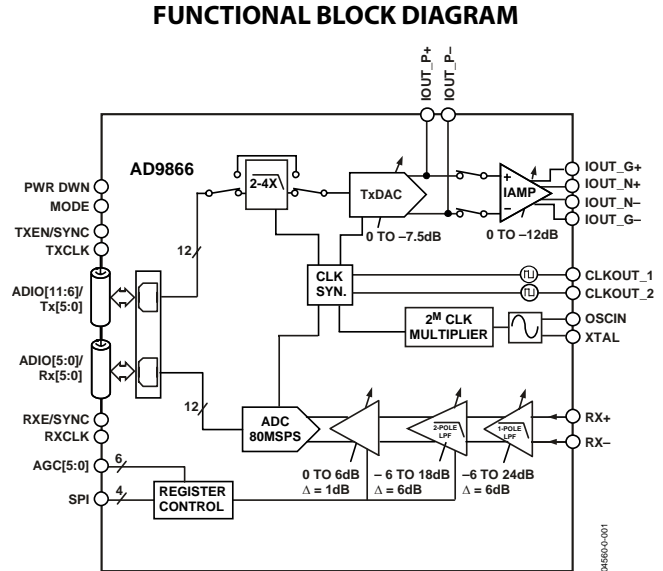 FUNCTIONAL BLOCK DIAGRAM
IOUT_P+
IOUT_P–
AD9866
PWR DWN
MODE
TXEN/SYNC
TXCLK
ADIO[11:6]/
Tx[5:0]
ADIO[5:0]/
Rx[5:0]
RXE/SYNC
RXCLK
AGC[5:0]
SPI
12
12
6
4
2-4X
TxDAC
0 TO –7.5dB
+
–
IAMP
0 TO –12dB
IOUT_G+
IOUT_N+
IOUT_N–
IOUT_G–
CLK
SYN.
CLKOUT_1
CLKOUT_2
2M CLK
MULTIPLIER
OSCIN
XTAL
ADC
80MSPS
2-POLE
LPF
1-POLE
LPF
RX+
RX–
0 TO 6dB
Δ = 1dB
– 6 TO 18dB
Δ = 6dB
–6 TO 24dB
Δ = 6dB
REGISTER
CONTROL
04560-0-001